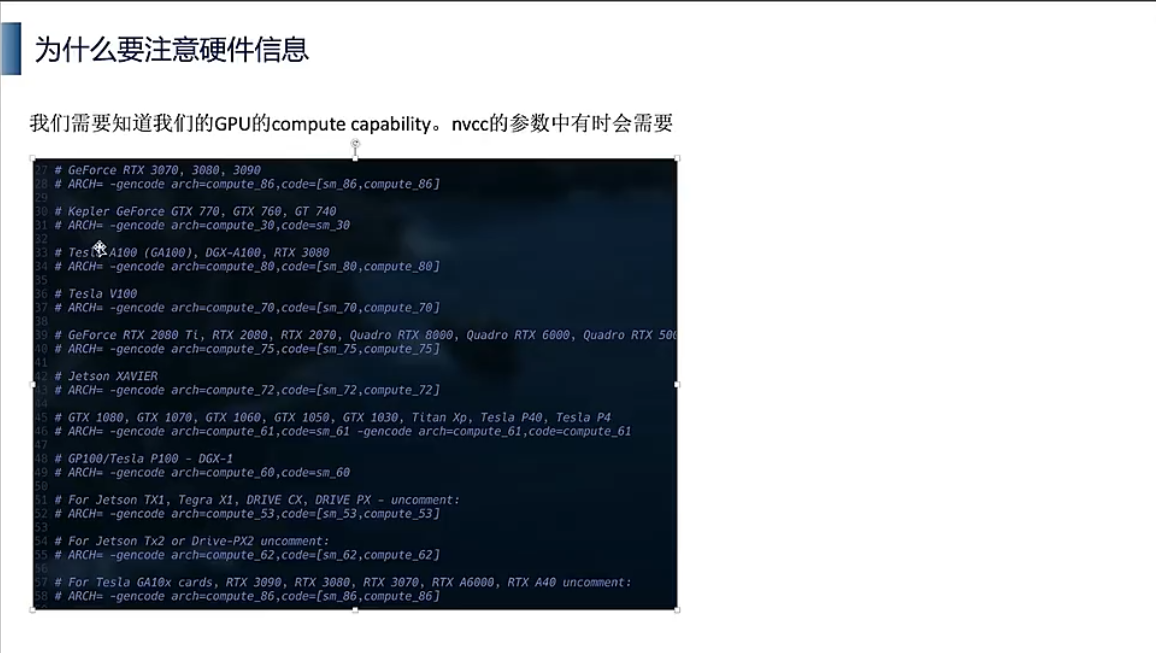 为什么要注意硬件信息
我们需要知道我们的GPU的compute capability。nvcc的参数中有时会需要
27 # GeForce RTX 3070, 3080, 3090
28 # ARCH= -gencode arch=compute_86,code=[sm_86,compute_86]
29
30 # Kepler GeForce GTX 770, GTX 760, GT 740
31 # ARCH= -gencode arch=compute_30,code=sm_30
32
33 # Tesla A100 (GA100), DGX-A100, RTX 3080
34 # ARCH= -gencode arch=compute_80,code=[sm_80,compute_80]
35
36 # Tesla V100
37 # ARCH= -gencode arch=compute_70,code=[sm_70,compute_70]
38
39 # GeForce RTX 2080 Ti, RTX 2080, RTX 2070, Quadro RTX 8000, Quadro RTX 6000, Quadro RTX 500
40 # ARCH= -gencode arch=compute_75,code=[sm_75,compute_75]
41
42 # Jetson XAVIER
43 # ARCH= -gencode arch=compute_72,code=[sm_72,compute_72]
44
45 # GTX 1080, GTX 1070, GTX 1060, GTX 1050, GTX 1030, Titan Xp, Tesla P40, Tesla P4
46 # ARCH= -gencode arch=compute_61,code=sm_61 -gencode arch=compute_61,code=compute_61
47
48 # GP100/Tesla P100 - DGX-1
49 # ARCH= -gencode arch=compute_60,code=sm_60
50
51 # For Jetson TX1, Tegra X1, DRIVE CX, DRIVE PX - uncomment:
52 # ARCH= -gencode arch=compute_53,code=[sm_53,compute_53]
53
54 # For Jetson Tx2 or Drive-PX2 uncomment:
55 # ARCH= -gencode arch=compute_62,code=[sm_62,compute_62]
56
57 # For Tesla GA10x cards, RTX 3090, RTX 3080, RTX 3070, RTX A6000, RTX A40 uncomment:
58 # ARCH= -gencode arch=compute_86,code=[sm_86,compute_86]